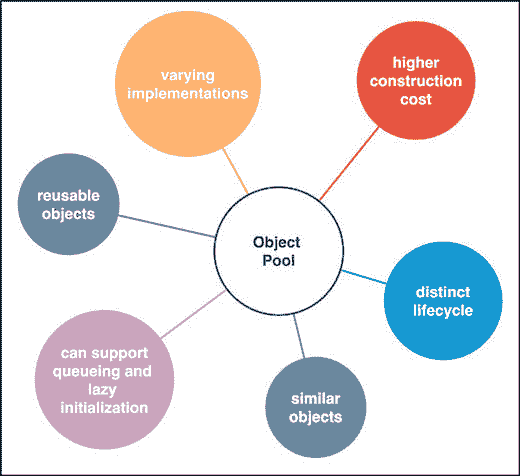 varying
implementations
higher
construction
cost
reusable
objects
Object
Pool
distinct
lifecycle
can support
queueing and
lazy
initialization
similar
objects